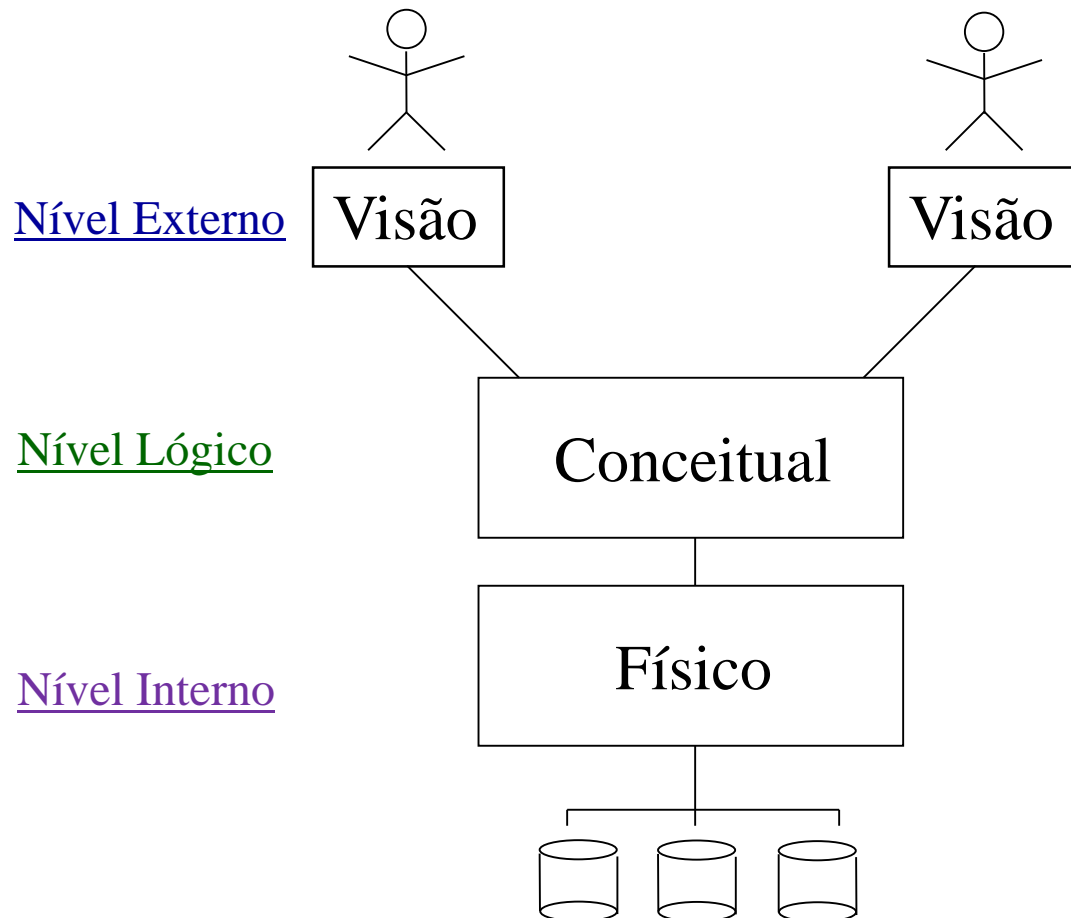 Nível Externo
Visão
Visão
Nível Lógico
Conceitual
Nível Interno
Físico